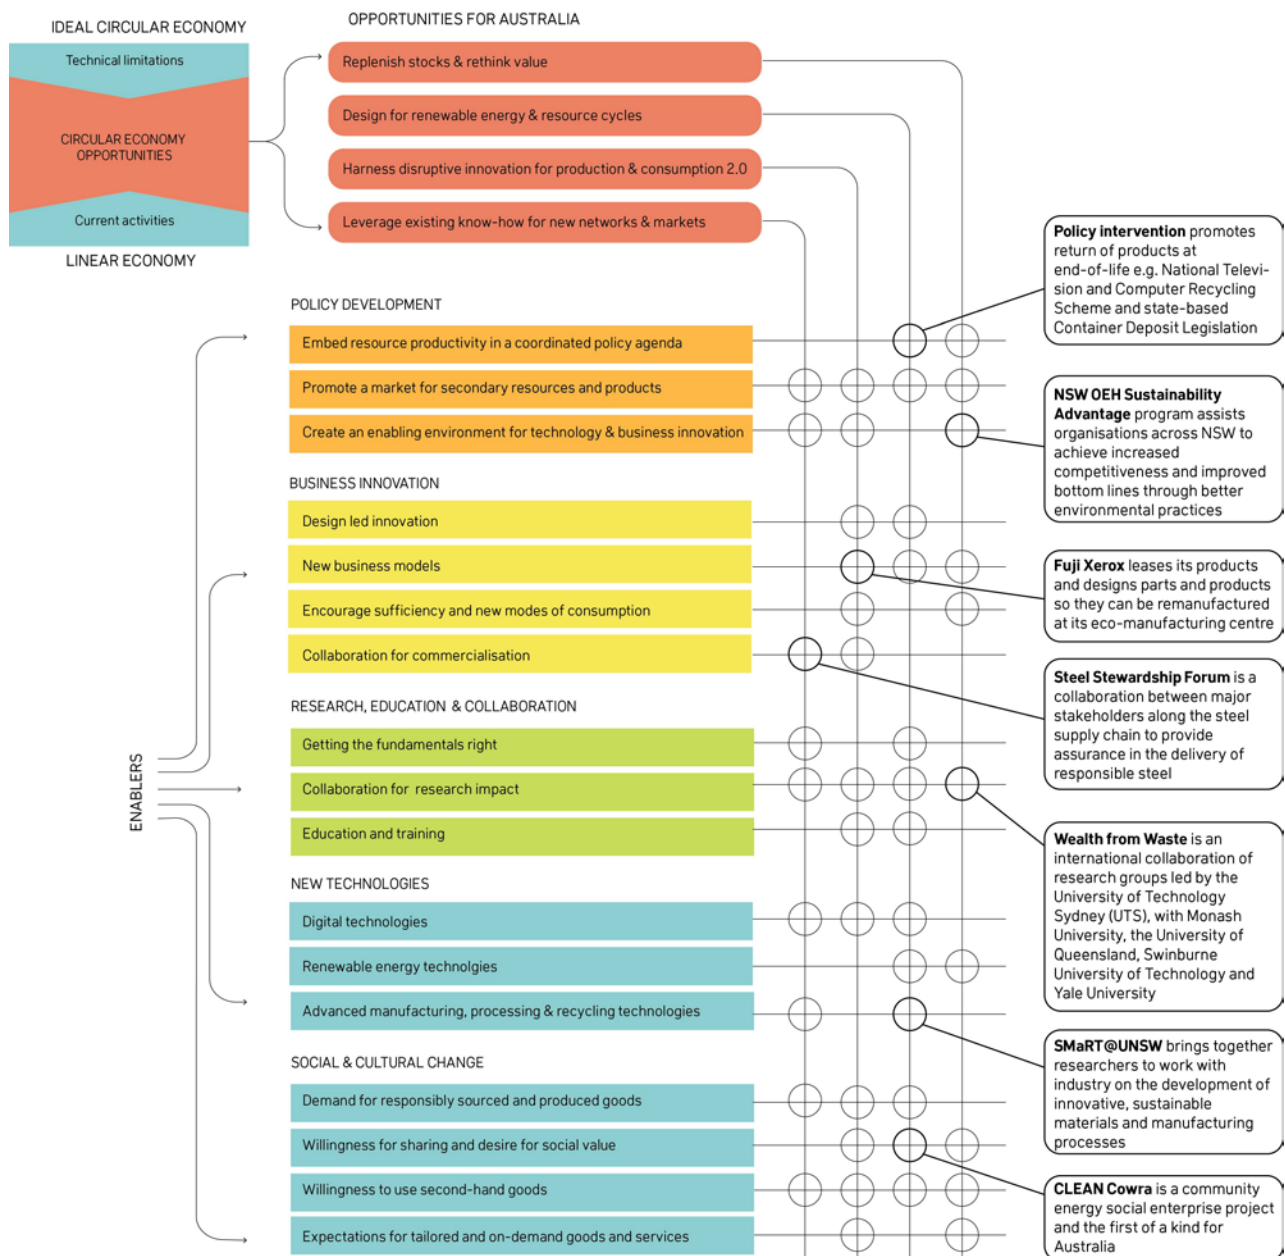 IDEAL CIRCULAR ECONOMY
Technical limitations
CIRCULAR ECONOMY
OPPORTUNITIES
Current activities
LINEAR ECONOMY
OPPORTUNITIES FOR AUSTRALIA
Replenish stocks & rethink value
Design for renewable energy & resource cycles
Harness disruptive innovation for production & consumption 2.0
Leverage existing know-how for new networks & markets
ENABLERS
POLICY DEVELOPMENT
Embed resource productivity in a coordinated policy agenda
Promote a market for secondary resources and products
Create an enabling environment for technology & business innovation
BUSINESS INNOVATION
Design led innovation
New business models
Encourage sufficiency and new modes of consumption
Collaboration for commercialisation
RESEARCH, EDUCATION & COLLABORATION
Getting the fundamentals right
Collaboration for research impact
Education and training
NEW TECHNOLOGIES
Digital technologies
Renewable energy technolgies
Advanced manufacturing, processing & recycling technologies
SOCIAL & CULTURAL CHANGE
Demand for responsibly sourced and produced goods
Willingness for sharing and desire for social value
Willingness to use second-hand goods
Expectations for tailored and on-demand goods and services
Policy intervention promotes
return of products at
end-of-life e.g. National Televi-
sion and Computer Recycling
Scheme and state-based
Container Deposit Legislation
NSW OEH Sustainability
Advantage program assists
organisations across NSW to
achieve increased
competitiveness and improved
bottom lines through better
environmental practices
Fuji Xerox leases its products
and designs parts and products
so they can be remanufactured
at its eco-manufacturing centre
Steel Stewardship Forum is a
collaboration between major
stakeholders along the steel
supply chain to provide
assurance in the delivery of
responsible steel
Wealth from Waste is an
international collaboration of
research groups led by the
University of Technology
Sydney (UTS), with Monash
University, the University of
Queensland, Swinburne
University of Technology and
Yale University
SMaRT@UNSW brings together
researchers to work with
industry on the development of
innovative, sustainable
materials and manufacturing
processes
CLEAN Cowra is a community
energy social enterprise project
and the first of a kind for
Australia